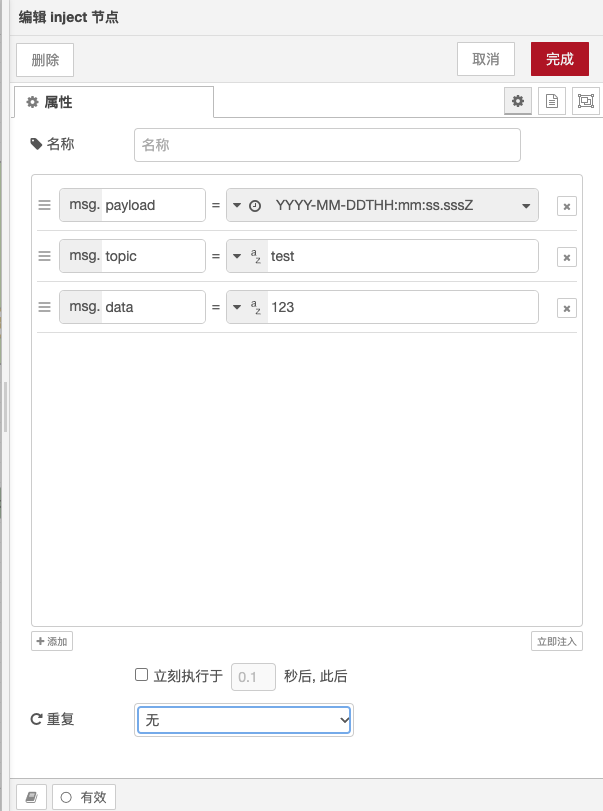 编辑 inject 节点
删除 取消 完成
属性
名称 名称
msg. payload = YYYY-MM-DDTHH:mm:ss.sssZ
msg. topic = a z test
msg. data = a z 123
添加 立即注入
立刻执行于 0.1 秒后, 此后
重复 无
有效